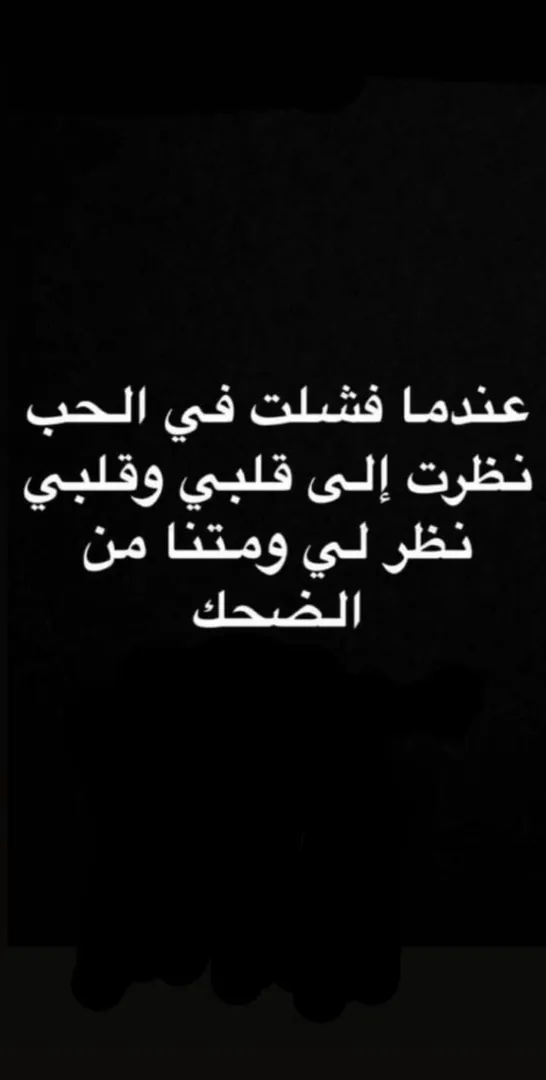 عندما فشلت في الحب
نظرت إلى قلبي وقلبي
نظر لي ومتنا من
الضحك